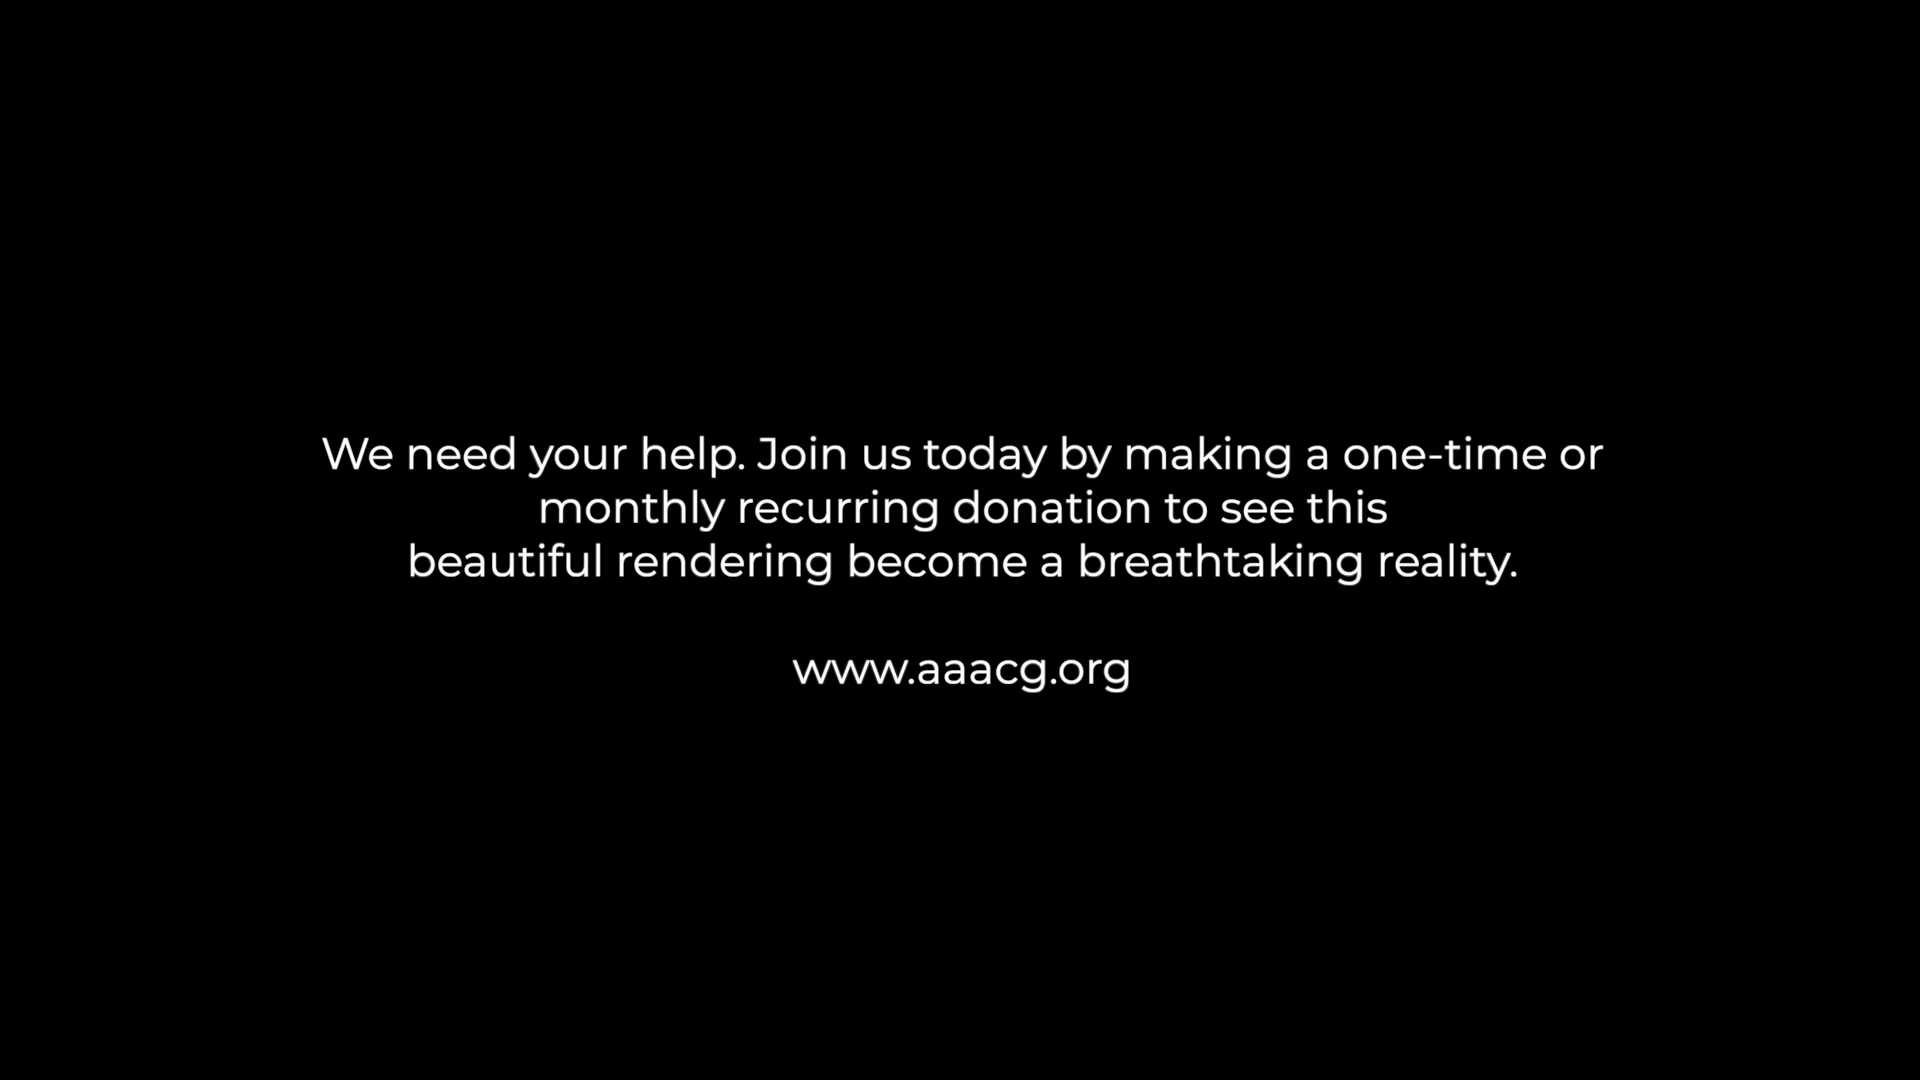 We need your help. Join us today by making a one-time or
monthly recurring donation to see this
beautiful rendering become a breathtaking reality.
www.aaacg.org